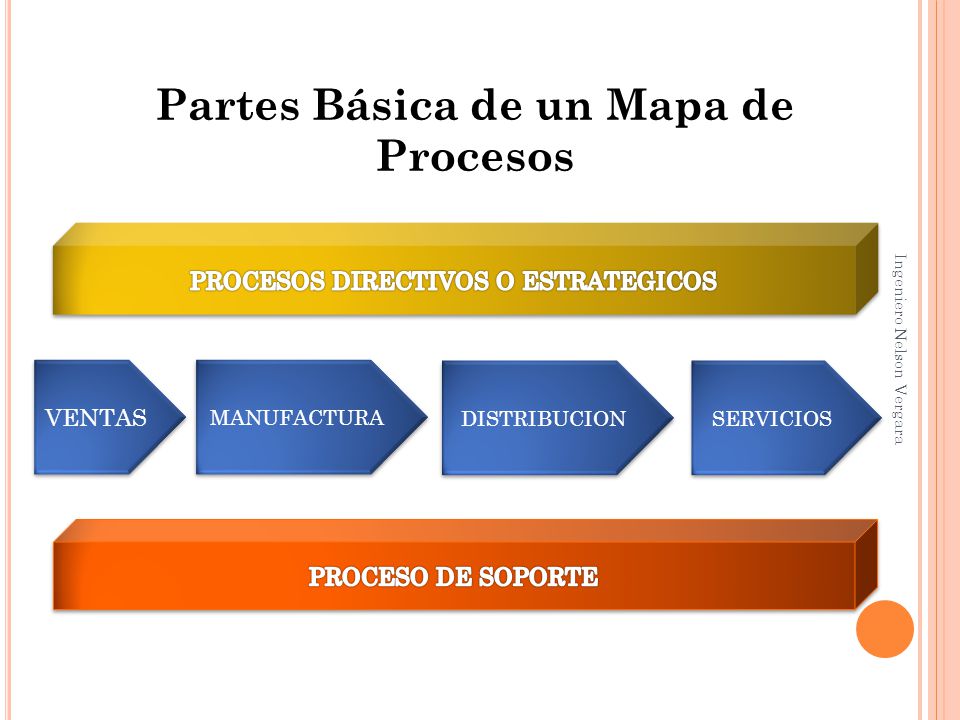 Partes Básica de un Mapa de
Procesos
PROCESOS DIRECTIVOS O ESTRATEGICOS
VENTAS
MANUFACTURA
DISTRIBUCION
SERVICIOS
PROCESO DE SOPORTE
Ingeniero Nelson Vergara